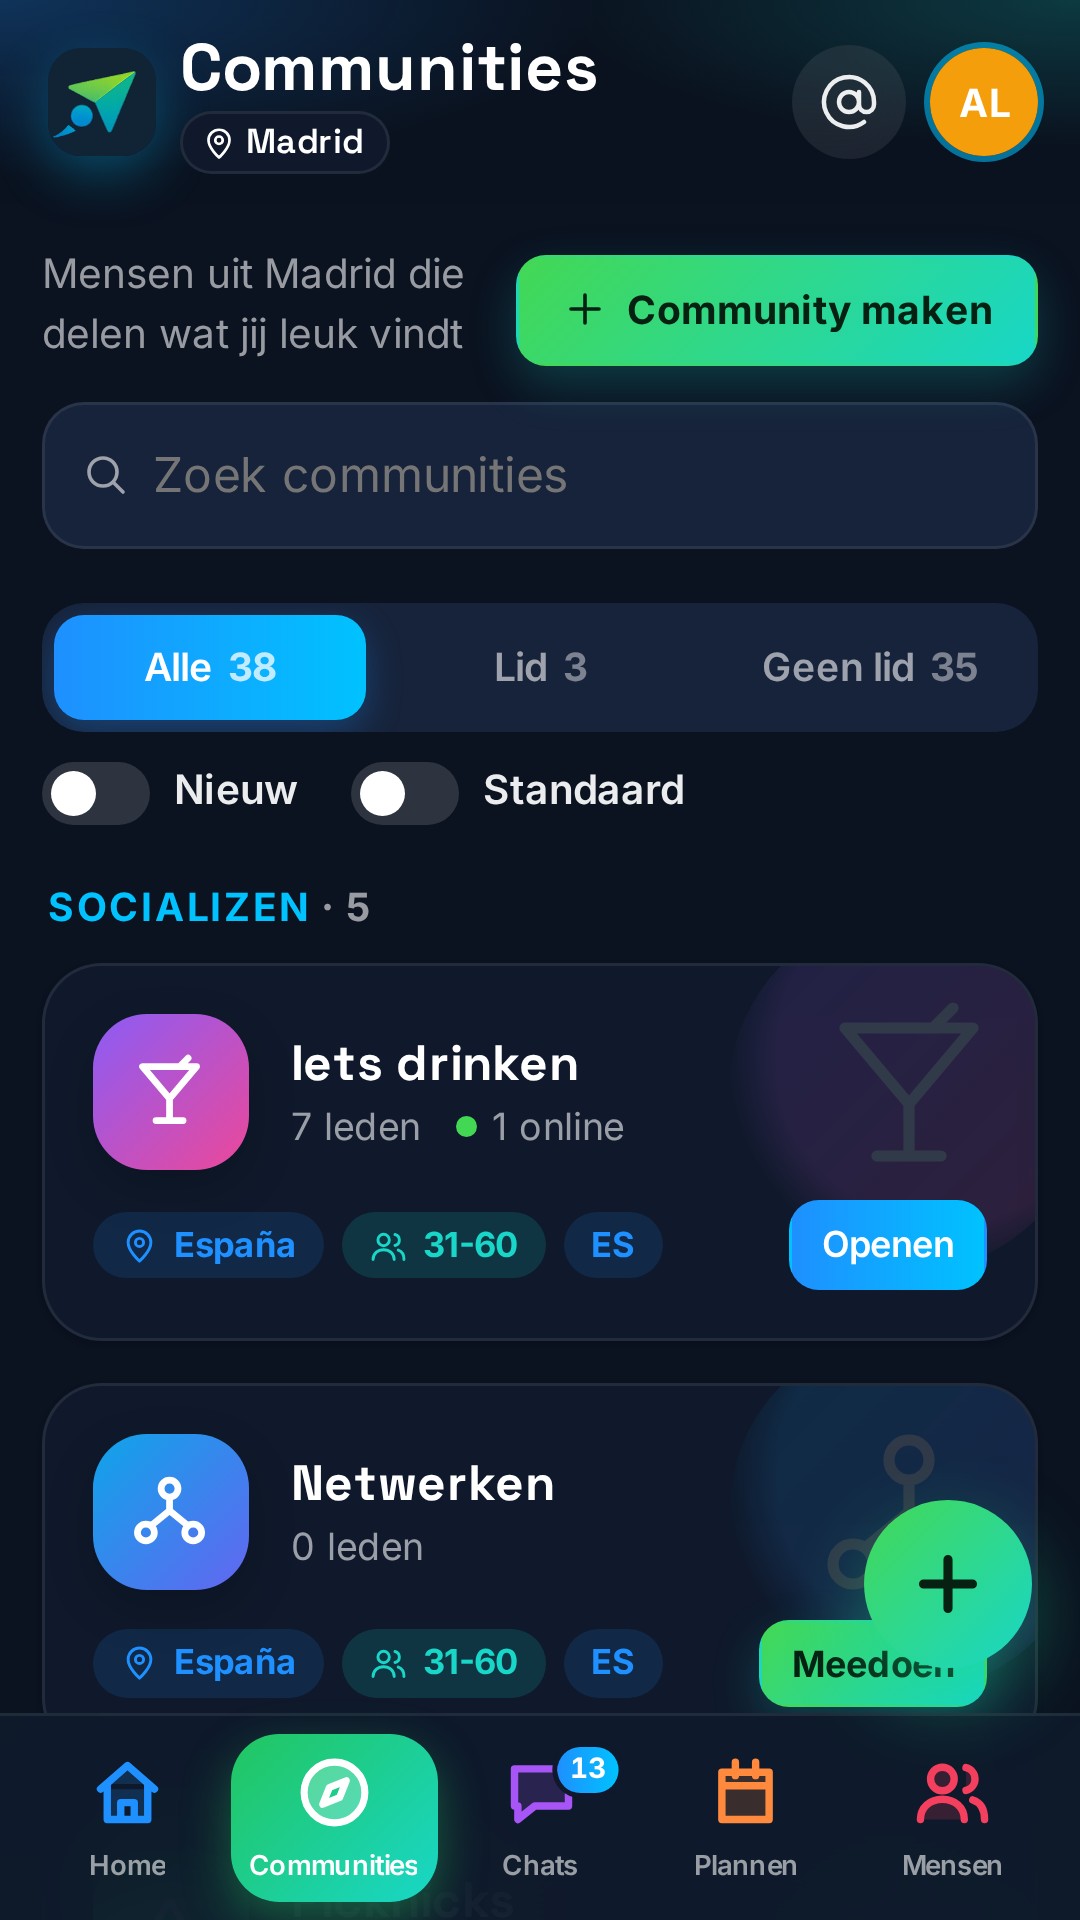 Communities
Madrid
AL
Mensen uit Madrid die
delen wat jij leuk vindt
Community maken
Zoek communities
Alle 38
Lid 3
Geen lid 35
Nieuw
Standaard
SOCIALIZEN · 5
Iets drinken
7 leden
1 online
España
31-60
ES
Openen
Netwerken
0 leden
España
31-60
ES
Meedoen
13
Home
Communities
Chats
Plannen
Mensen